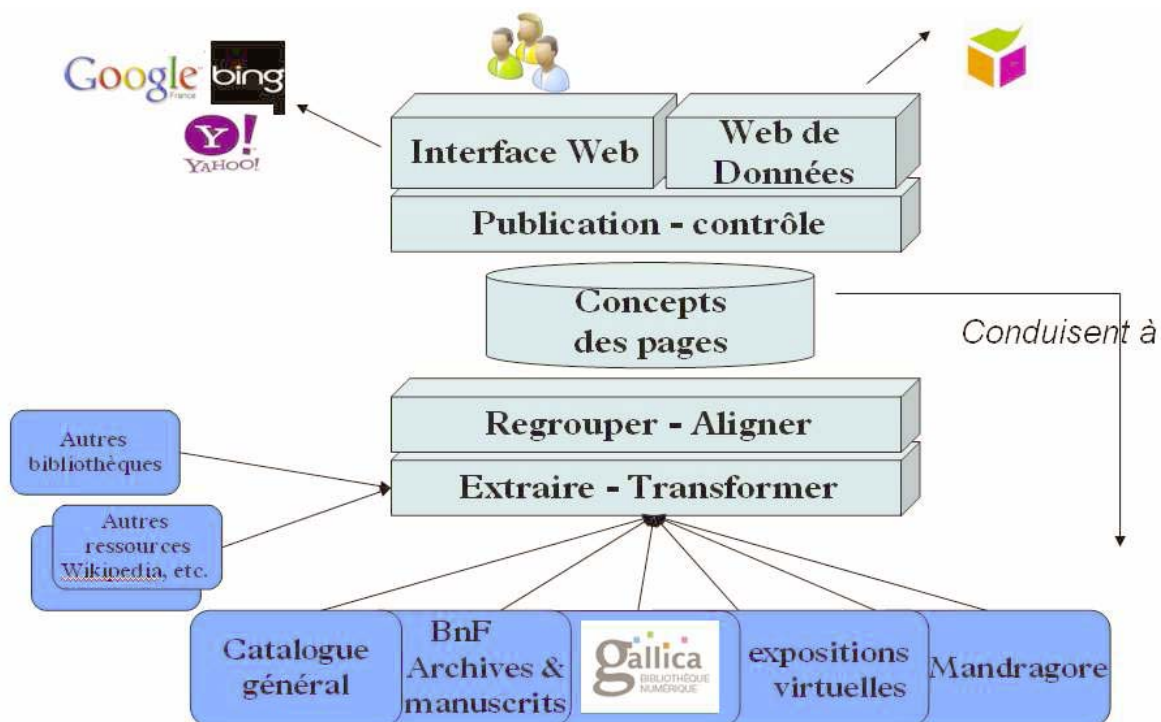 Google
France
bing
YAHOO!
Interface Web
Web de
Données
Publication - contrôle
Concepts
des pages
Conduisent à
Regrouper - Aligner
Extraire - Transformer
Autres
bibliothèques
Autres
ressources
Wikipedia, etc.
Catalogue
général
BnF
Archives &
manuscrits
gallica
BIBLIOTHÈQUE
NUMÉRIQUE
expositions
virtuelles
Mandragore